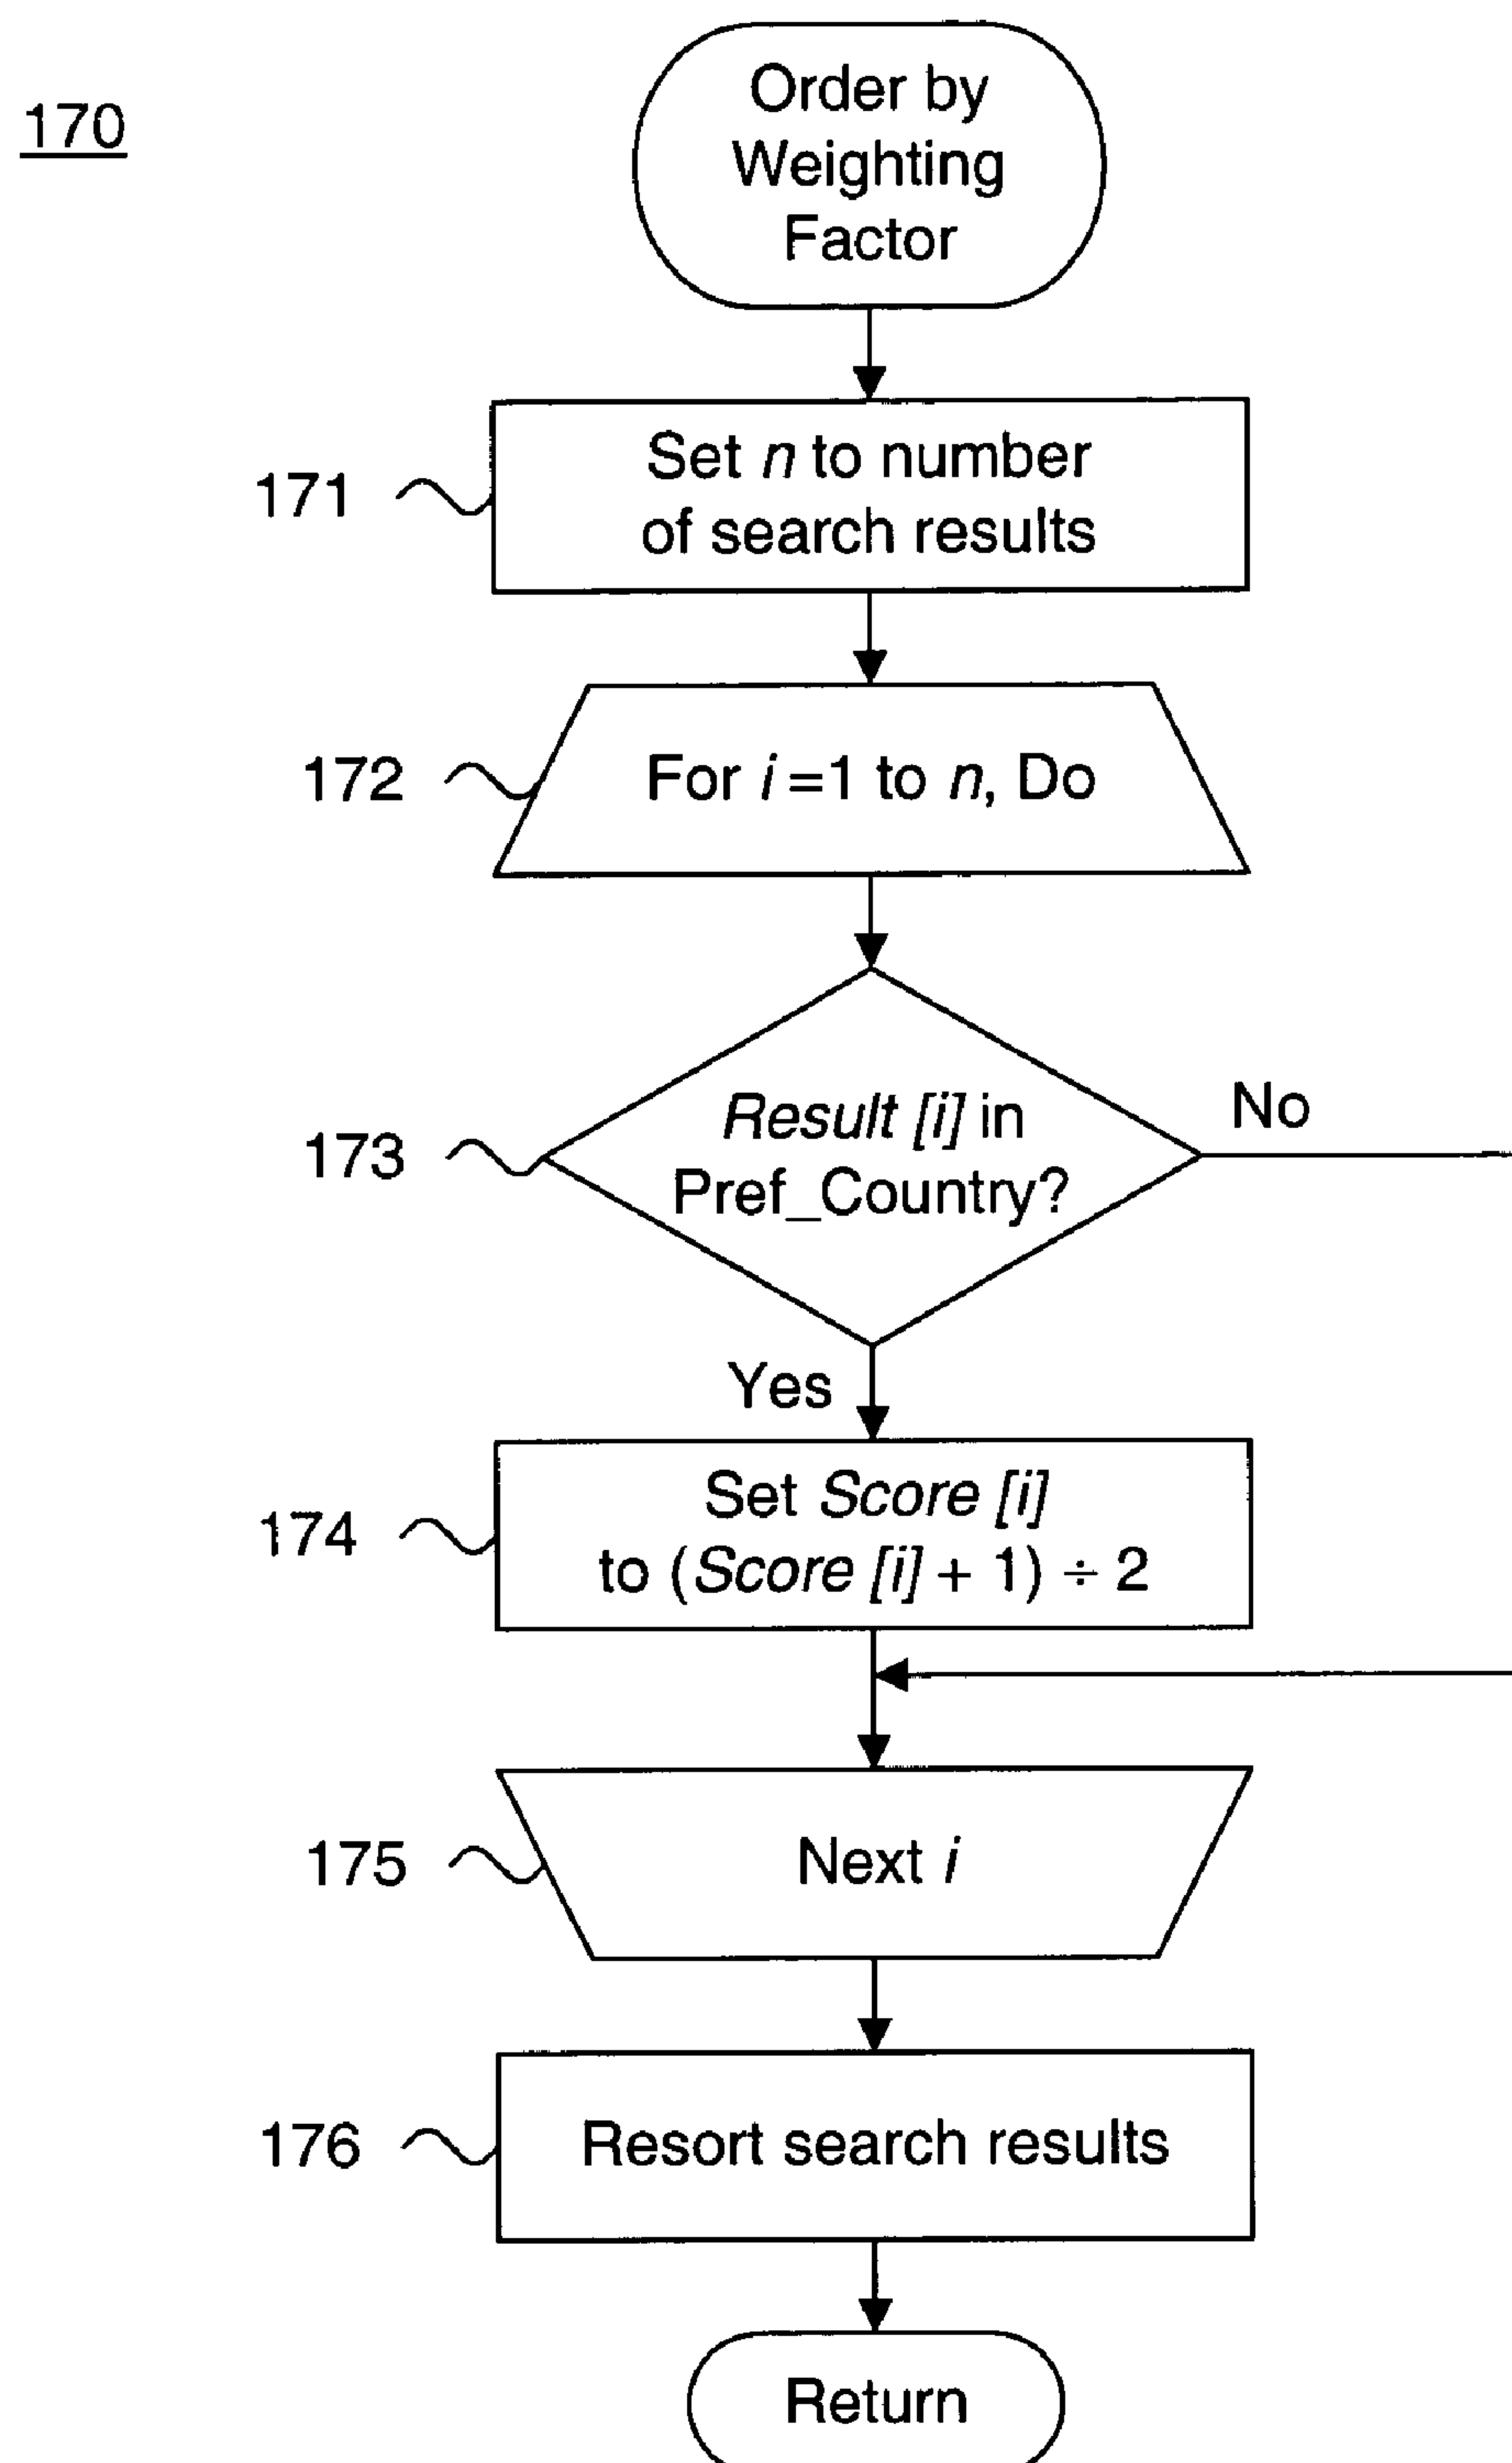 170
Order by
Weighting
Factor
171
Set n to number
of search results
172
For i =1 to n, Do
173
Result [i] in
Pref_Country?
No
Yes
174
Set Score [i]
to (Score [i] + 1) ÷ 2
175
Next i
176
Resort search results
Return